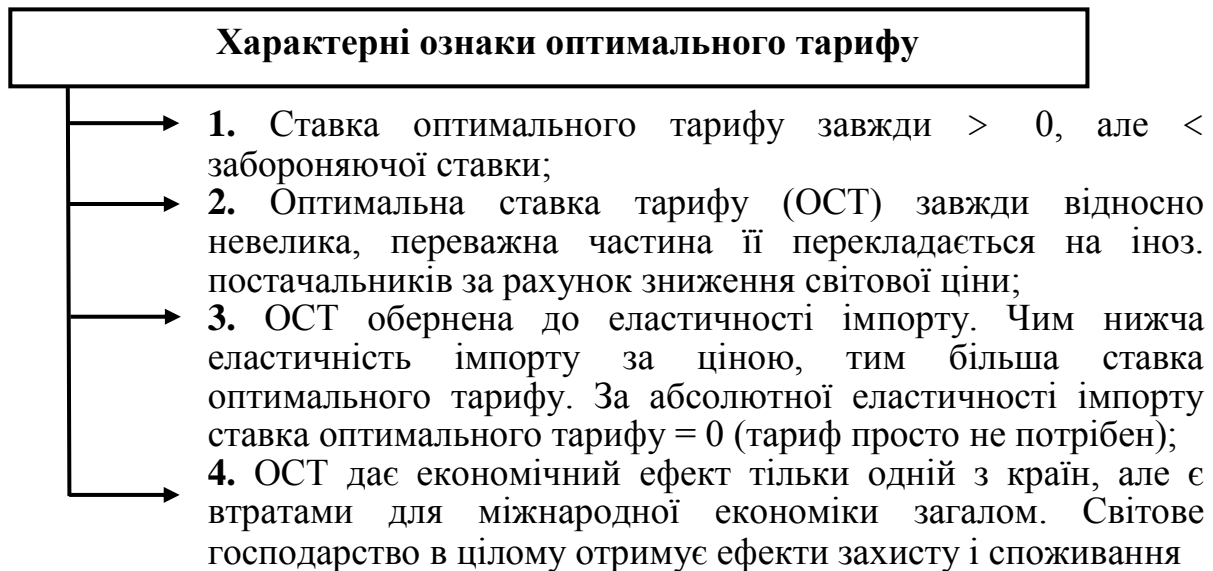 Характерні ознаки оптимального тарифу
1. Ставка оптимального тарифу завжди > 0, але <
забороняючої ставки;
2. Оптимальна ставка тарифу (ОСТ) завжди відносно
невелика, переважна частина її перекладається на іноз.
постачальників за рахунок зниження світової ціни;
3. ОСТ обернена до еластичності імпорту. Чим нижча
еластичність імпорту за ціною, тим більша ставка
оптимального тарифу. За абсолютної еластичності імпорту
ставка оптимального тарифу = 0 (тариф просто не потрібен);
4. ОСТ дає економічний ефект тільки одній з країн, але є
втратами для міжнародної економіки загалом. Світове
господарство в цілому отримує ефекти захисту і споживання